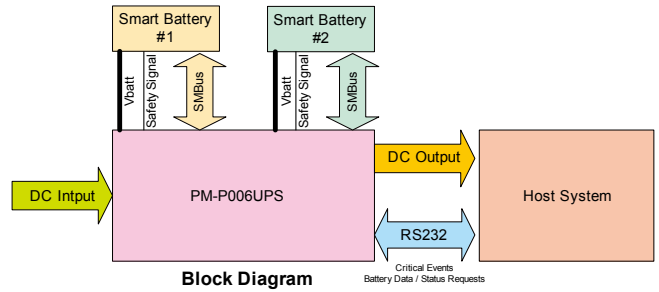 Smart Battery
#1
Smart Battery
#2
Vbatt
Safety Signal
SMBus
Vbatt
Safety Signal
SMBus
DC Intput
PM-P006UPS
DC Output
Host System
RS232
Critical Events
Battery Data / Status Requests
Block Diagram